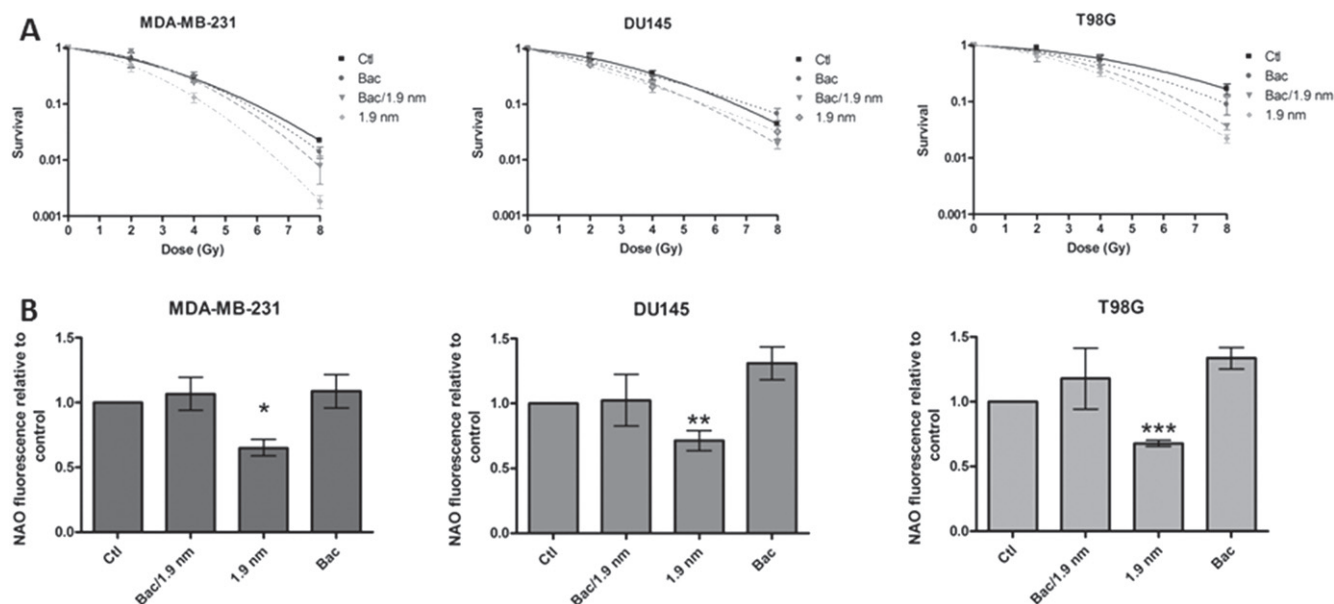 A
MDA-MB-231
Survival
1
0.1
0.01
0.001
0 1 2 3 4 5 6 7 8
Dose (Gy)
Ctl
Bac
Bac/1.9 nm
1.9 nm
DU145
Survival
1
0.1
0.01
0.001
0 1 2 3 4 5 6 7 8
Dose (Gy)
Ctl
Bac
Bac/1.9 nm
1.9 nm
T98G
Survival
1
0.1
0.01
0.001
0 1 2 3 4 5 6 7 8
Dose (Gy)
Ctl
Bac
Bac/1.9 nm
1.9 nm
B
MDA-MB-231
NAO fluorescence relative to
control
1.5
1.0
0.5
0.0
*
Ctl
Bac/1.9 nm
1.9 nm
Bac
DU145
NAO fluorescence relative to
control
1.5
1.0
0.5
0.0
**
Ctl
Bac/1.9 nm
1.9 nm
Bac
T98G
NAO fluorescence relative to
control
1.5
1.0
0.5
0.0
***
Ctl
Bac/1.9 nm
1.9 nm
Bac